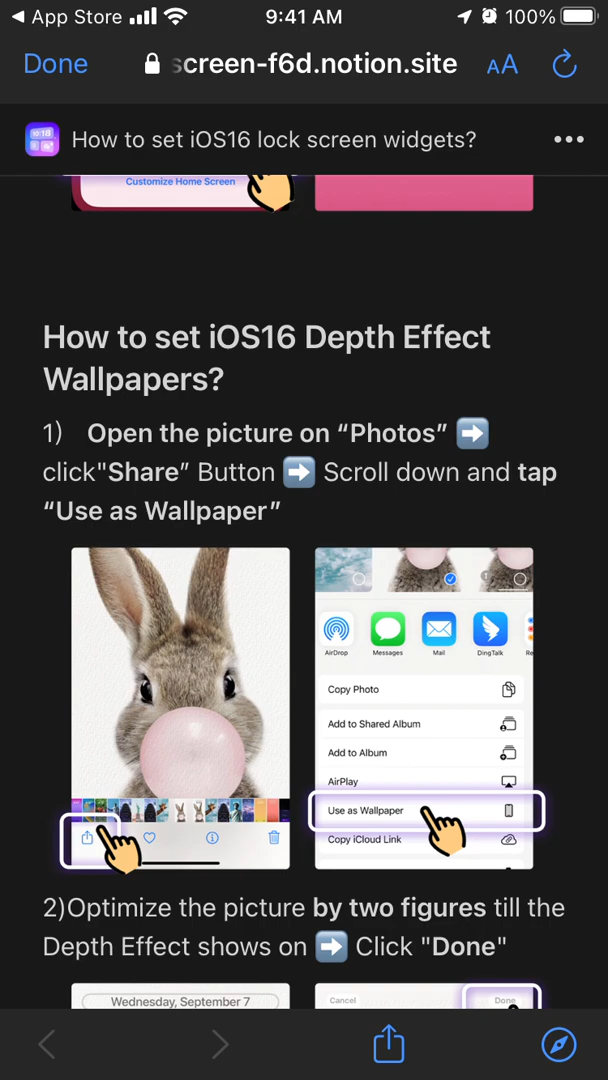 App Store 9:41 AM 100%
Done screen-f6d.notion.site AA
How to set iOS16 lock screen widgets?
Customize Home Screen
How to set iOS16 Depth Effect
Wallpapers?
1) Open the picture on “Photos” ➡️
click"Share” Button ➡️ Scroll down and tap
“Use as Wallpaper”
AirDrop Messages Mail DingTalk
Copy Photo
Add to Shared Album
Add to Album
AirPlay
Use as Wallpaper
Copy iCloud Link
2)Optimize the picture by two figures till the
Depth Effect shows on ➡️ Click "Done"
Wednesday, September 7
Cancel Done